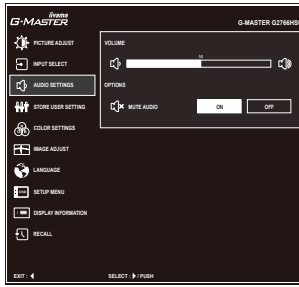 iiyama
G-MASTER
G-MASTER G2766HS
PICTURE ADJUST
INPUT SELECT
AUDIO SETTINGS
STORE USER SETTING
COLOR SETTINGS
IMAGE ADJUST
LANGUAGE
SETUP MENU
DISPLAY INFORMATION
RECALL
VOLUME
50
OPTIONS
MUTE AUDIO
ON
OFF
EXIT :
SELECT : / PUSH